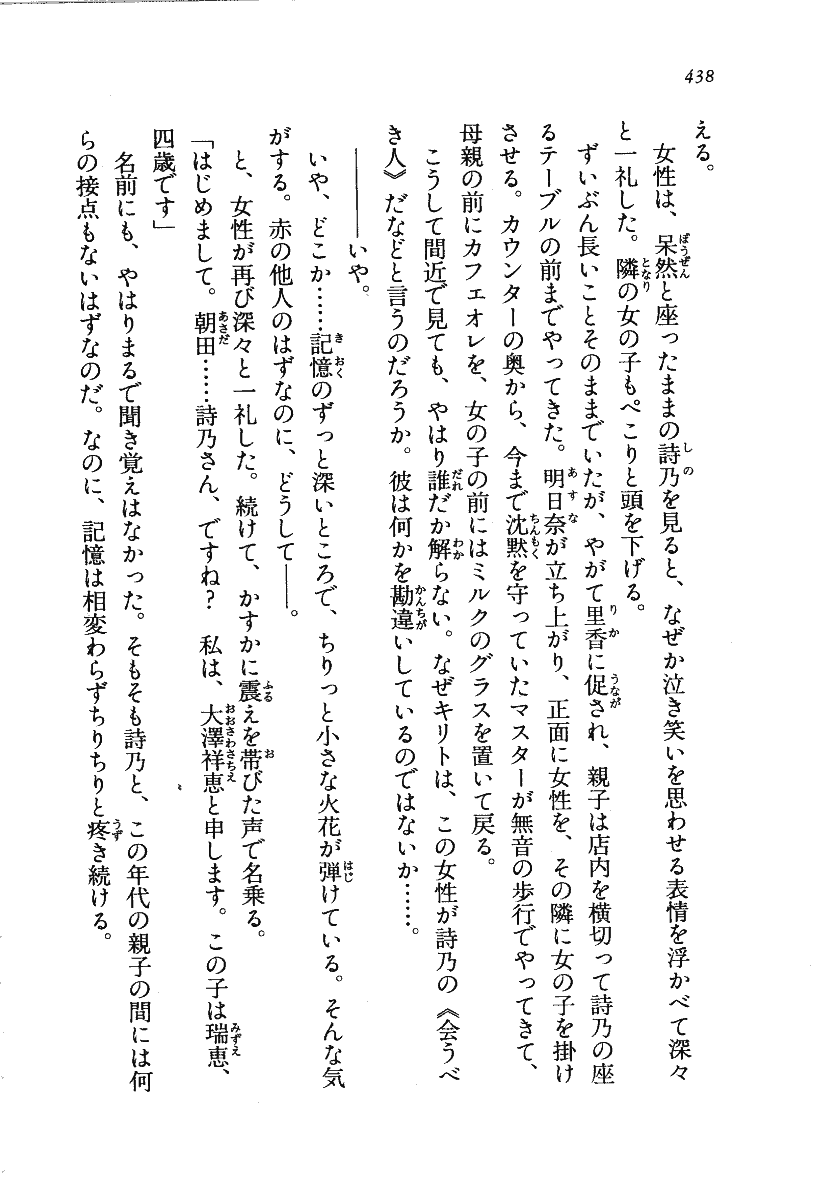 438
える。
　女性は、呆然と座ったままの詩乃を見ると、なぜか泣き笑いを思わせる表情を浮かべて深々
と一礼した。隣の女の子もぺこりと頭を下げる。
　ずいぶん長いことそのままでいたが、やがて里香に促され、親子は店内を横切って詩乃の座
るテーブルの前までやってきた。明日奈が立ち上がり、正面に女性を、その隣に女の子を掛け
させる。カウンターの奥から、今まで沈黙を守っていたマスターが無音の歩行でやってきて、
母親の前にカフェオレを、女の子の前にはミルクのグラスを置いて戻る。
　こうして間近で見ても、やはり誰だか解らない。なぜキリトは、この女性が詩乃の《会うべ
き人》だなどと言うのだろうか。彼は何かを勘違いしているのではないか……。
　――――いや。
　いや、どこか……記憶のずっと深いところで、ちりっと小さな火花が弾けている。そんな気
がする。赤の他人のはずなのに、どうして――。
　と、女性が再び深々と一礼した。続けて、かすかに震えを帯びた声で名乗る。
「はじめまして。朝田……詩乃さん、ですね？　私は、大澤祥恵と申します。この子は瑞恵、
四歳です」
　名前にも、やはりまるで聞き覚えはなかった。そもそも詩乃と、この年代の親子の間には何
らの接点もないはずなのだ。なのに、記憶は相変わらずちりちりと疼き続ける。